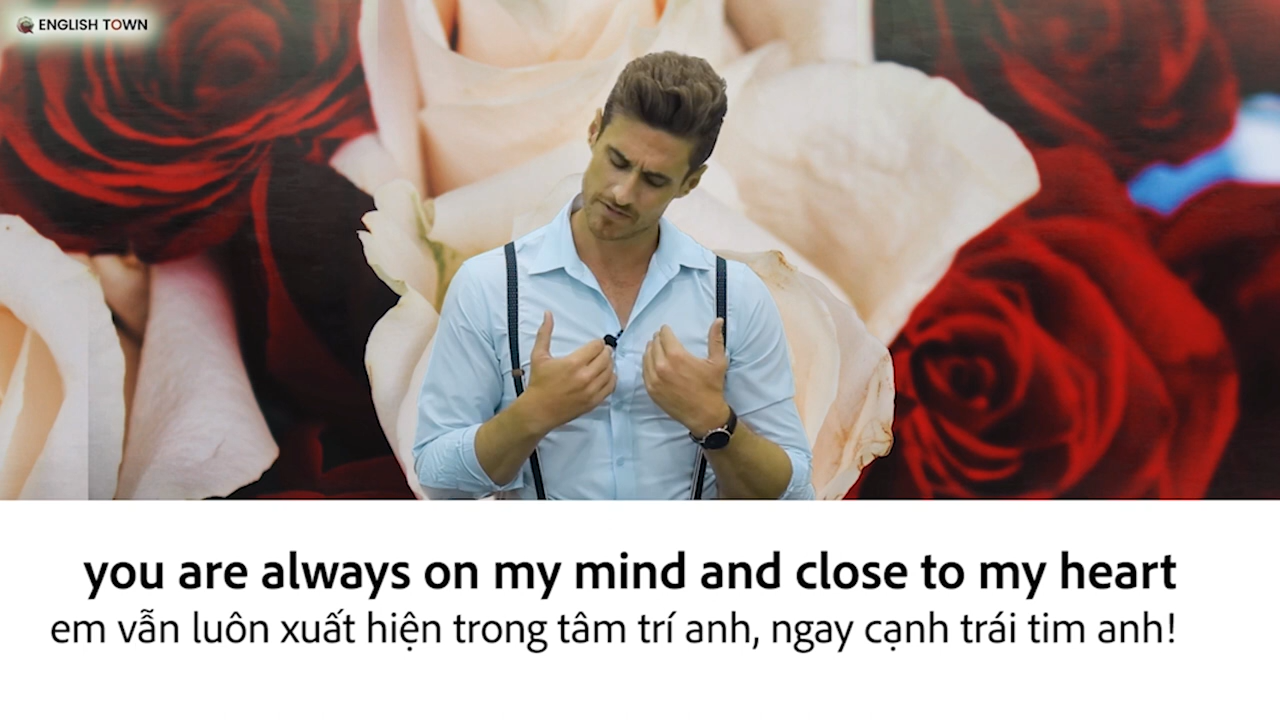 ENGLISH TOWN
you are always on my mind and close to my heart
em vẫn luôn xuất hiện trong tâm trí anh, ngay cạnh trái tim anh!